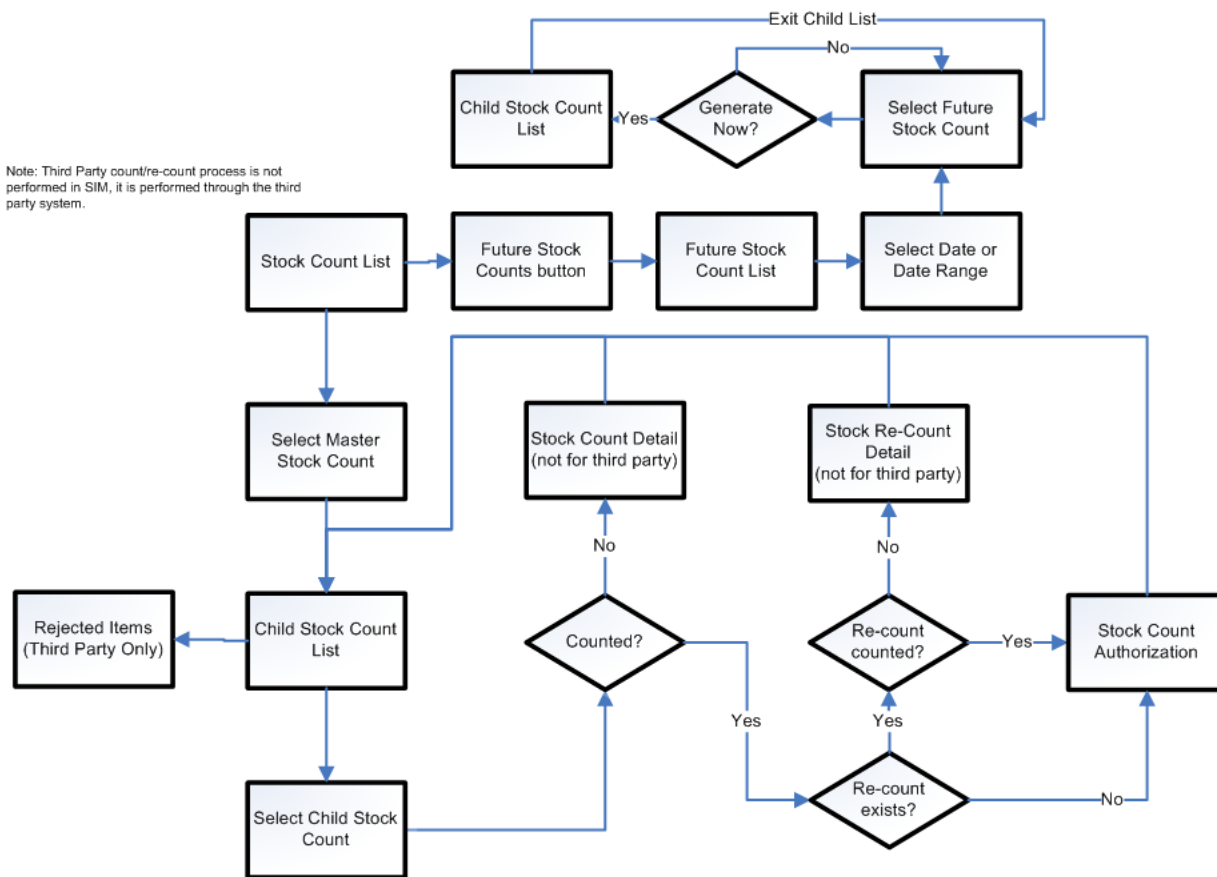 Exit Child List
No
Child Stock Count
List
Yes
Generate
Now?
Select Future
Stock Count
Note: Third Party count/re-count process is not
performed in SIM, it is performed through the third
party system.
Stock Count List
Future Stock
Counts button
Future Stock
Count List
Select Date or
Date Range
Select Master
Stock Count
Stock Count Detail
(not for third party)
Stock Re-Count
Detail
(not for third party)
No
No
Rejected Items
(Third Party Only)
Child Stock Count
List
Counted?
Re-count
counted?
Yes
Stock Count
Authorization
Yes
Yes
Select Child Stock
Count
Re-count
exists?
No